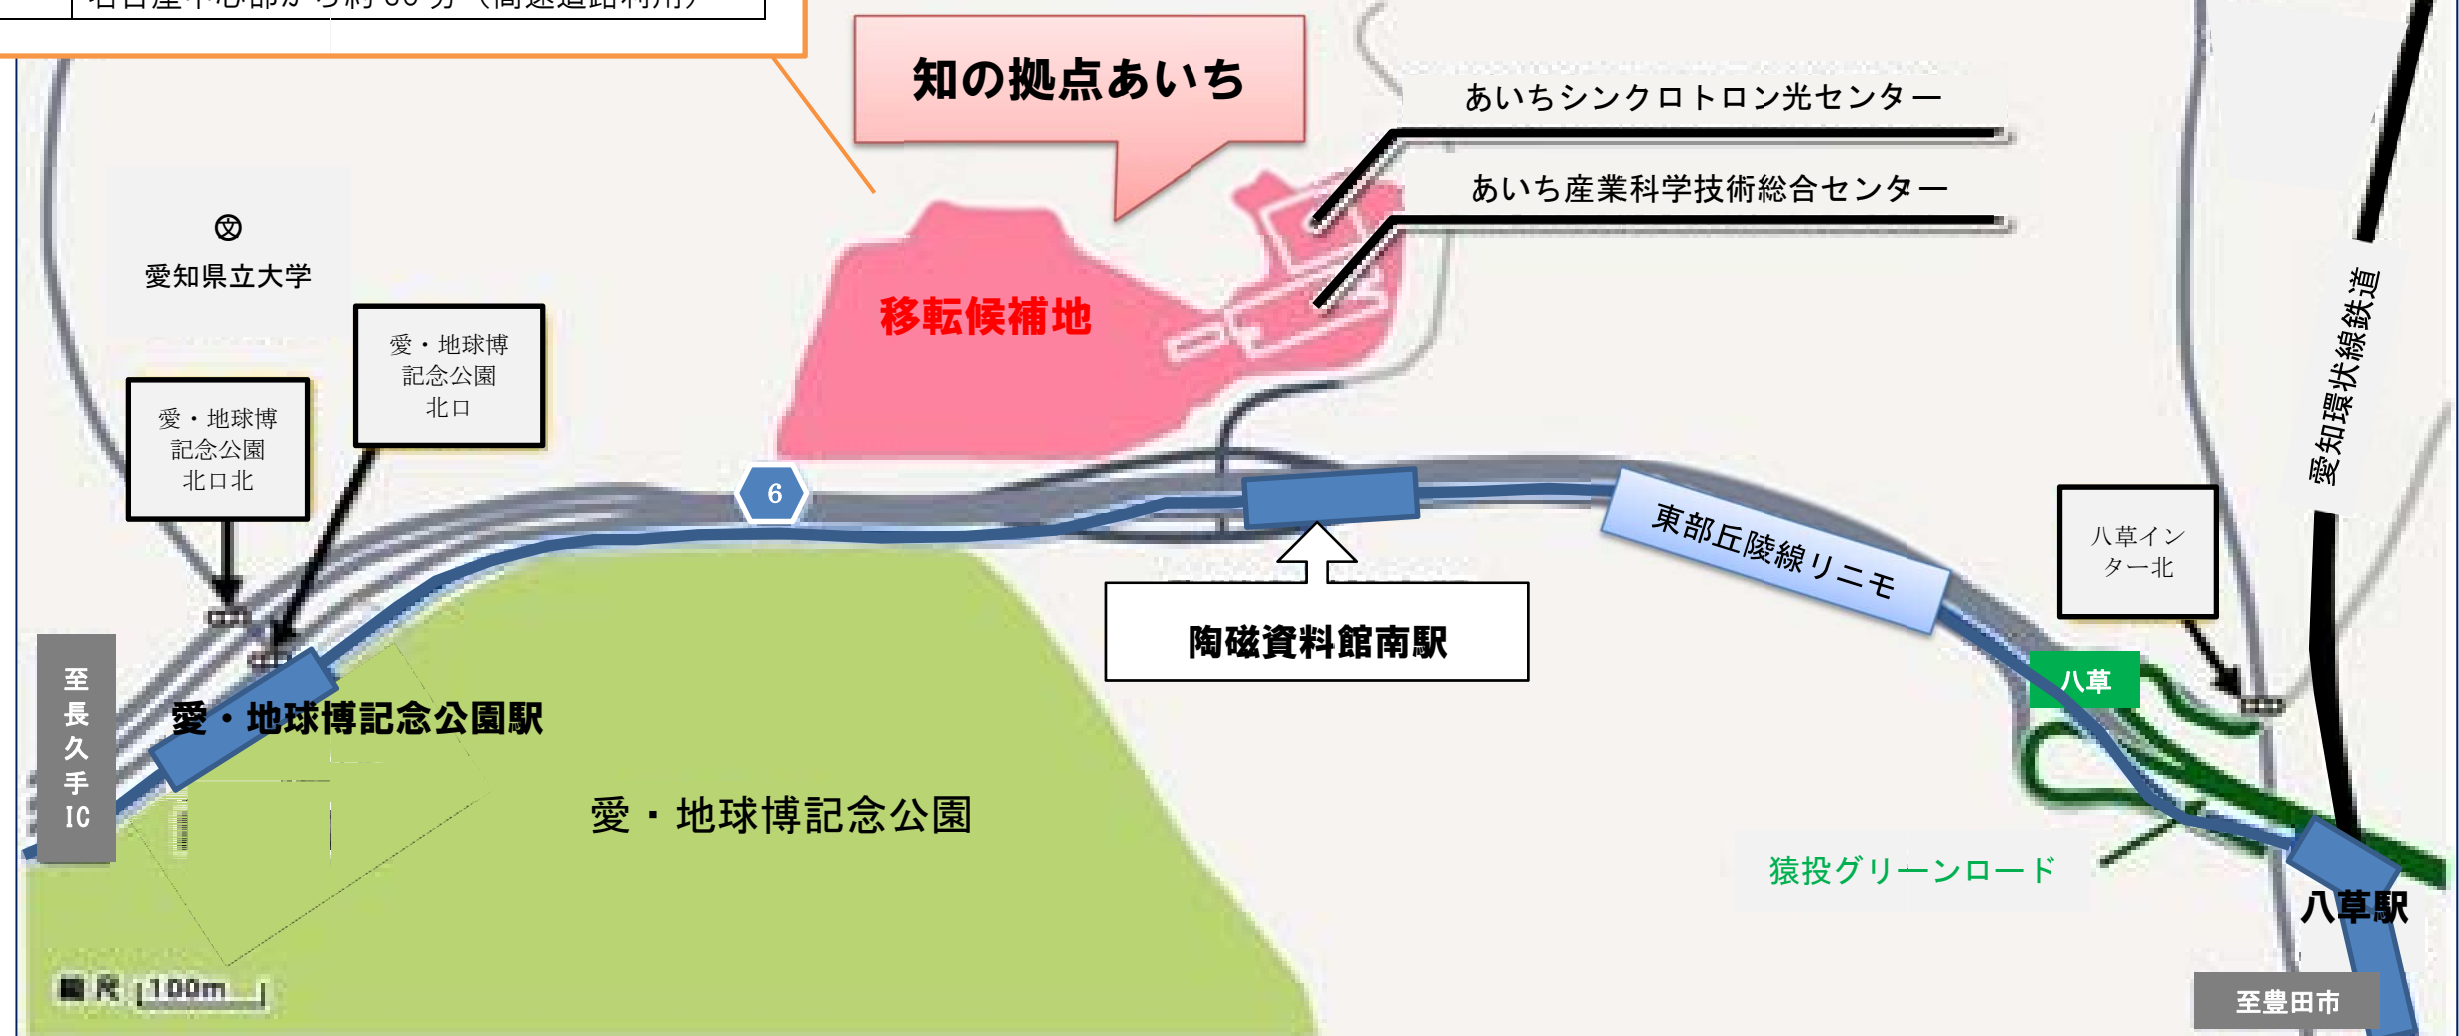 知の拠点あいち
あいちシンクロトロン光センター
あいち産業科学技術総合センター
愛知県立大学
移転候補地
愛・地球博
記念公園
北口
愛・地球博
記念公園
北口北
6
愛知環状線鉄道
東部丘陵線リニモ
八草イン
ター北
陶磁資料館南駅
至長久手IC
愛・地球博記念公園駅
八草
愛・地球博記念公園
猿投グリーンロード
八草駅
縮尺 100m
至豊田市